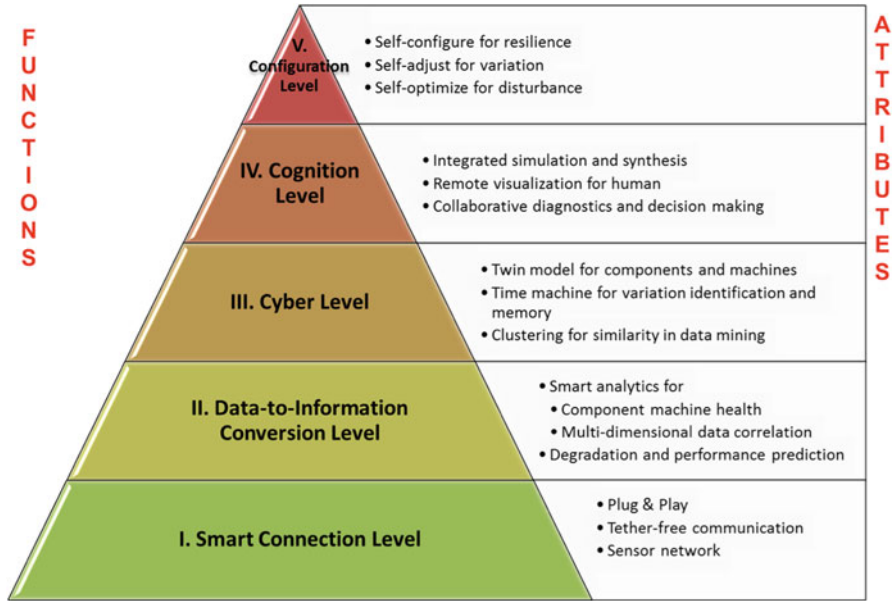 FUNCTIONS
ATTRIBUTES
V.
Configuration
Level
• Self-configure for resilience
• Self-adjust for variation
• Self-optimize for disturbance
IV. Cognition
Level
• Integrated simulation and synthesis
• Remote visualization for human
• Collaborative diagnostics and decision making
III. Cyber Level
• Twin model for components and machines
• Time machine for variation identification and
memory
• Clustering for similarity in data mining
II. Data-to-Information
Conversion Level
• Smart analytics for
• Component machine health
• Multi-dimensional data correlation
• Degradation and performance prediction
I. Smart Connection Level
• Plug & Play
• Tether-free communication
• Sensor network